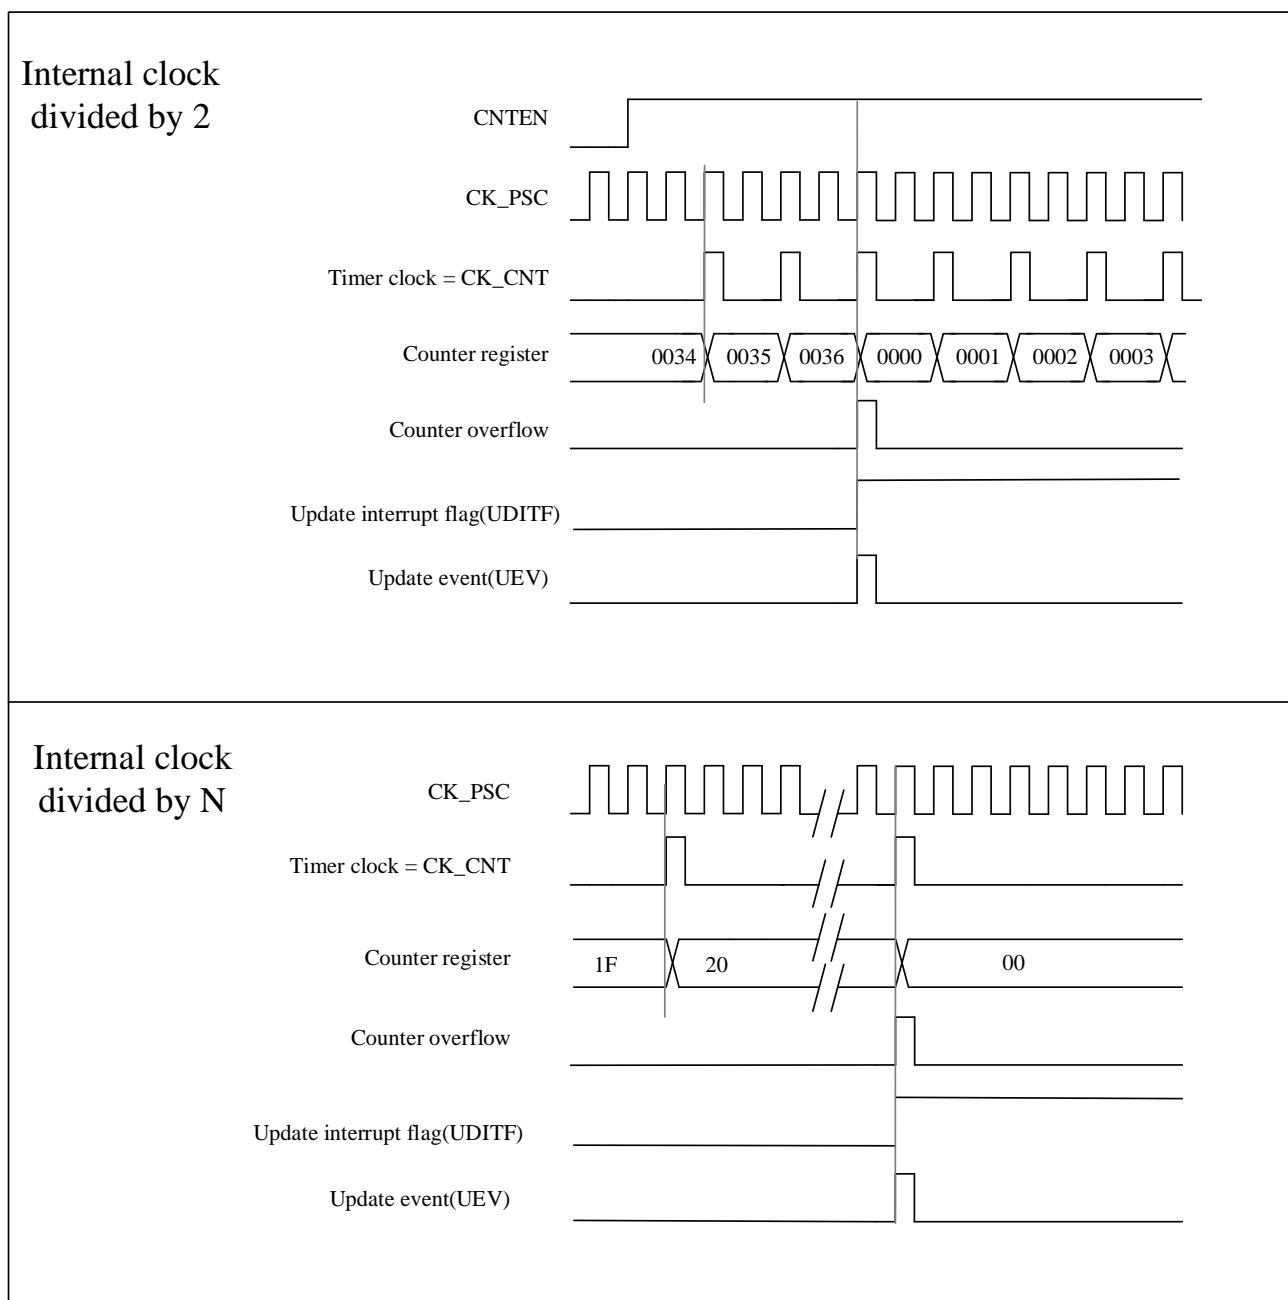 Internal clock
divided by 2
CNTEN
CK_PSC
Timer clock = CK_CNT
Counter register
0034 0035 0036 0000 0001 0002 0003
Counter overflow
Update interrupt flag(UDITF)
Update event(UEV)
Internal clock
divided by N
CK_PSC
Timer clock = CK_CNT
Counter register
1F 20 00
Counter overflow
Update interrupt flag(UDITF)
Update event(UEV)